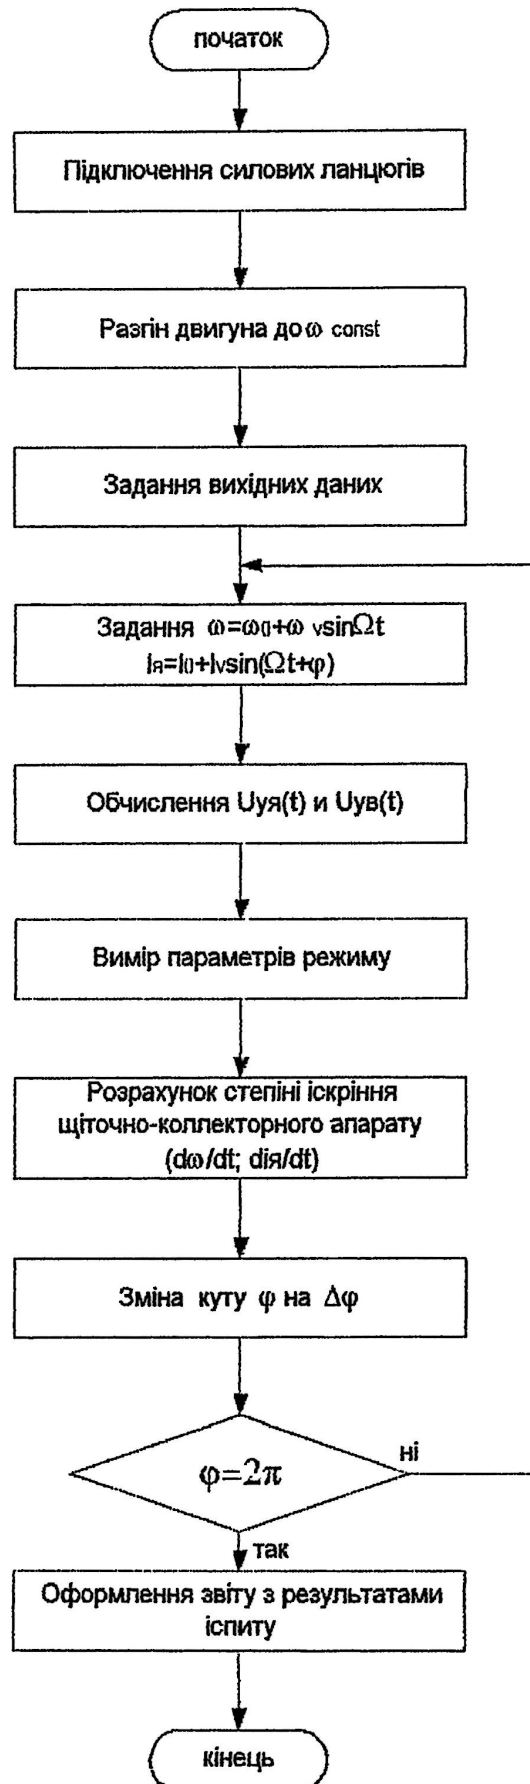 початок
Підключення силових ланцюгів
Разгін двигуна до ω const
Задання вихідних даних
Задання ω=ω0+ω vsinΩt
Iя=I0+Ivsin(Ωt+φ)
Обчислення Uуя(t) и Uув(t)
Вимір параметрів режиму
Розрахунок степіні іскріння
щіточно-коллекторного апарату
(dω/dt; diя/dt)
Зміна куту φ на Δφ
φ=2π
ні
так
Оформлення звіту з результатами
іспиту
кінець